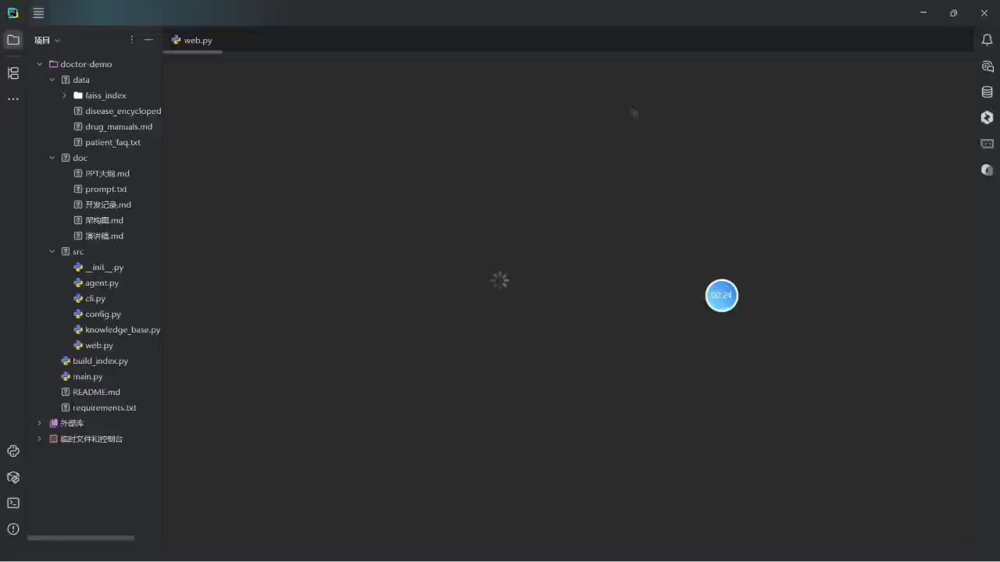 项目
web.py
doctor-demo
data
faiss_index
disease_encycloped
drug_manuals.md
patient_faq.txt
doc
PPT大纲.md
prompt.txt
开发记录.md
架构图.md
演讲稿.md
src
__init__.py
agent.py
cli.py
config.py
knowledge_base.py
web.py
build_index.py
main.py
README.md
requirements.txt
外部库
临时文件和控制台
00:24